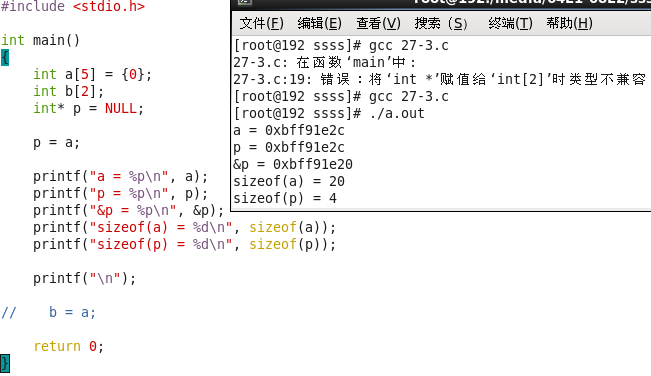 #include <stdio.h>
int main()
{
    int a[5] = {0};
    int b[2];
    int* p = NULL;
    p = a;
    printf("a = %p\n", a);
    printf("p = %p\n", p);
    printf("&p = %p\n", &p);
    printf("sizeof(a) = %d\n", sizeof(a));
    printf("sizeof(p) = %d\n", sizeof(p));
    printf("\n");
//    b = a;
    return 0;
}
文件(F) 编辑(E) 查看(V) 搜索 (S) 终端(T) 帮助(H)
[root@192 ssss]# gcc 27-3.c
27-3.c: 在函数‘main’中：
27-3.c:19: 错误：将‘int *’赋值给‘int[2]’时类型不兼容
[root@192 ssss]# gcc 27-3.c
[root@192 ssss]# ./a.out
a = 0xbff91e2c
p = 0xbff91e2c
&p = 0xbff91e20
sizeof(a) = 20
sizeof(p) = 4